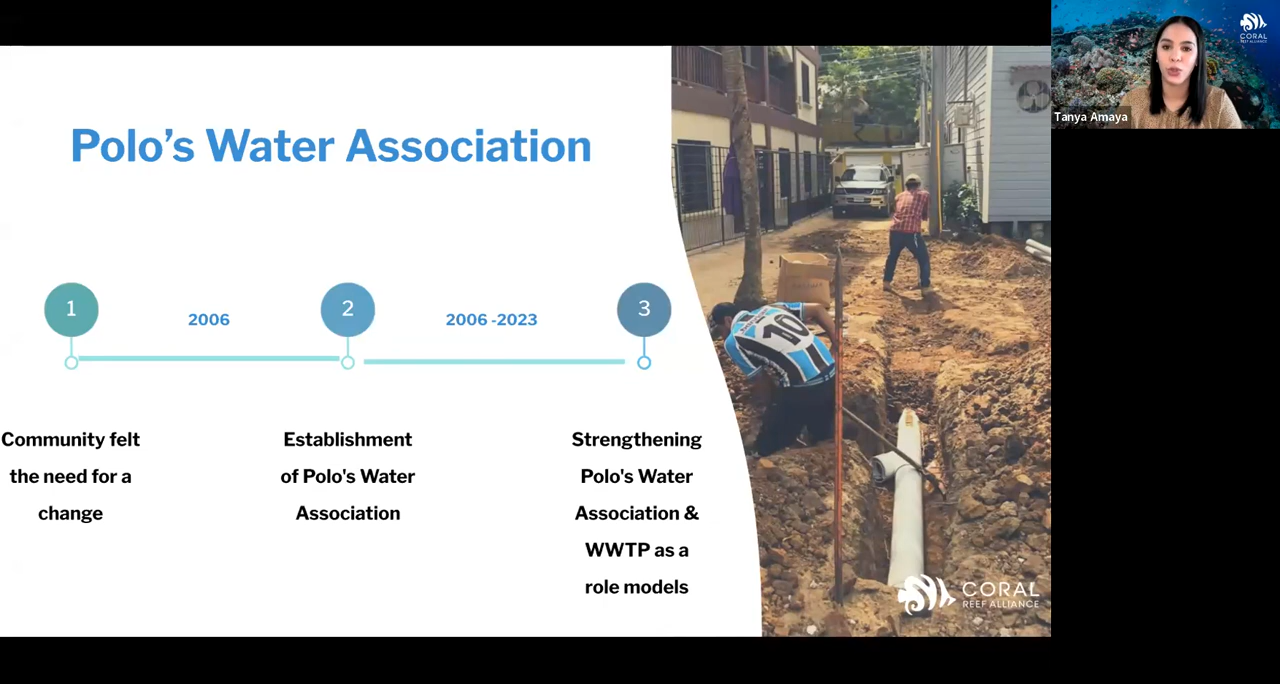 Polo’s Water Association
1
2006
2
2006 -2023
3
Community felt
the need for a
change
Establishment
of Polo's Water
Association
Strengthening
Polo's Water
Association &
WWTP as a
role models
10
CORAL
REEF ALLIANCE
CORAL
REEF ALLIANCE
Tanya Amaya